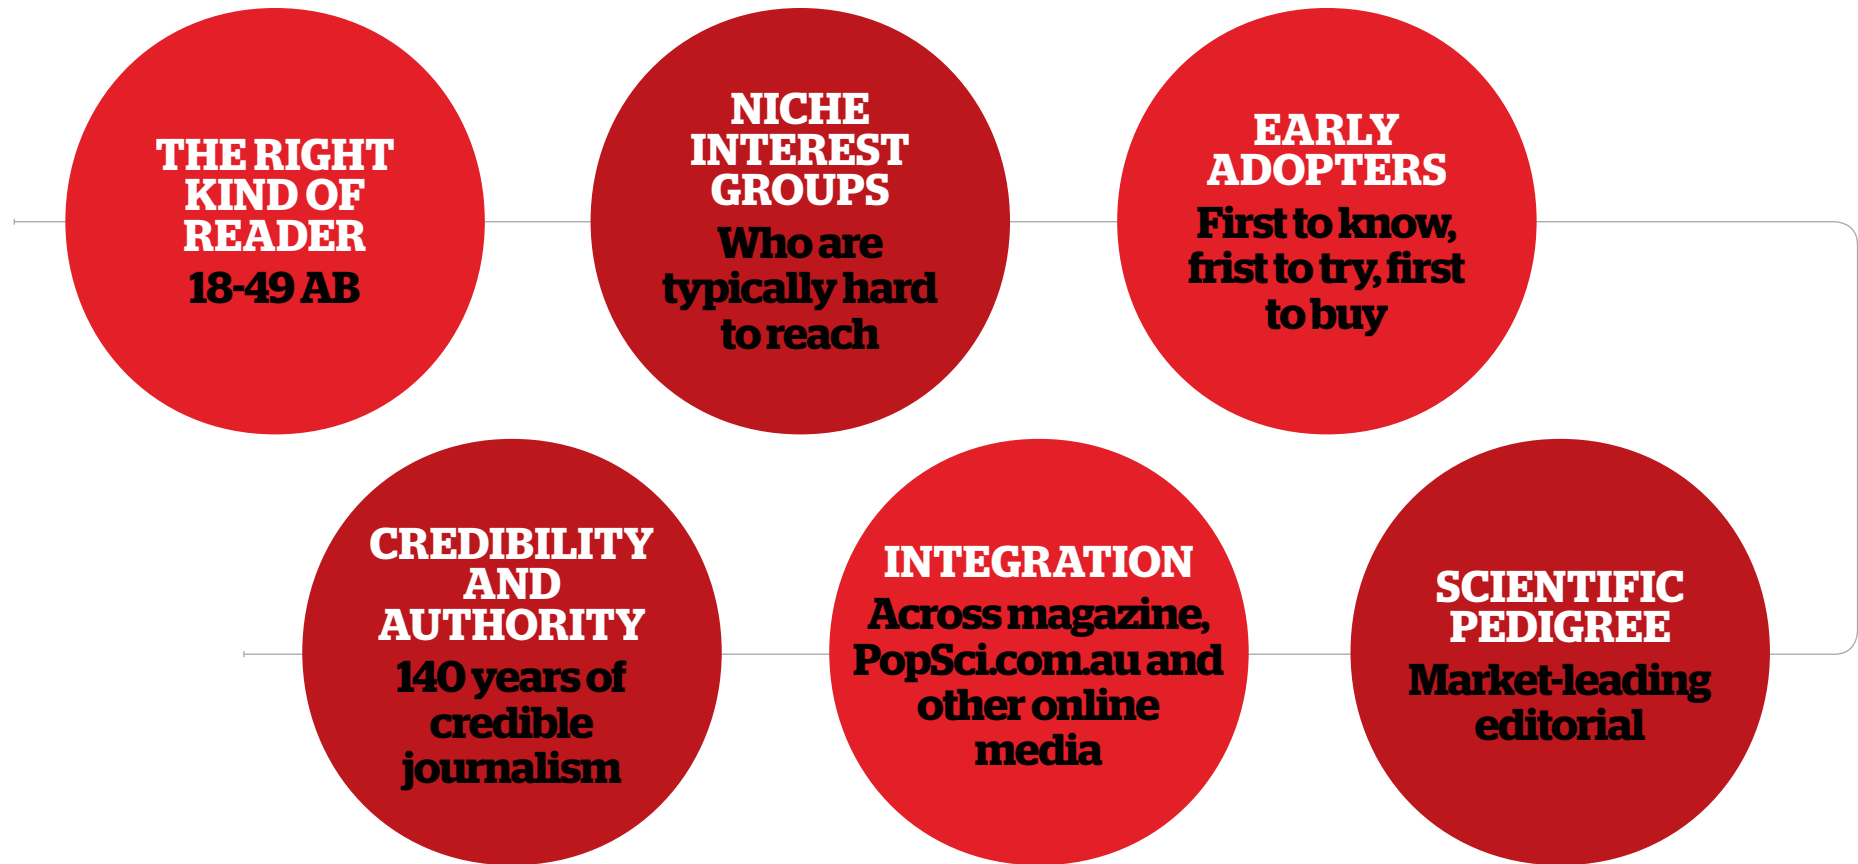 THE RIGHT
KIND OF
READER
18-49 AB
NICHE
INTEREST
GROUPS
Who are
typically hard
to reach
EARLY
ADOPTERS
First to know,
frist to try, first
to buy
CREDIBILITY
AND
AUTHORITY
140 years of
credible
journalism
INTEGRATION
Across magazine,
PopSci.com.au and
other online
media
SCIENTIFIC
PEDIGREE
Market-leading
editorial